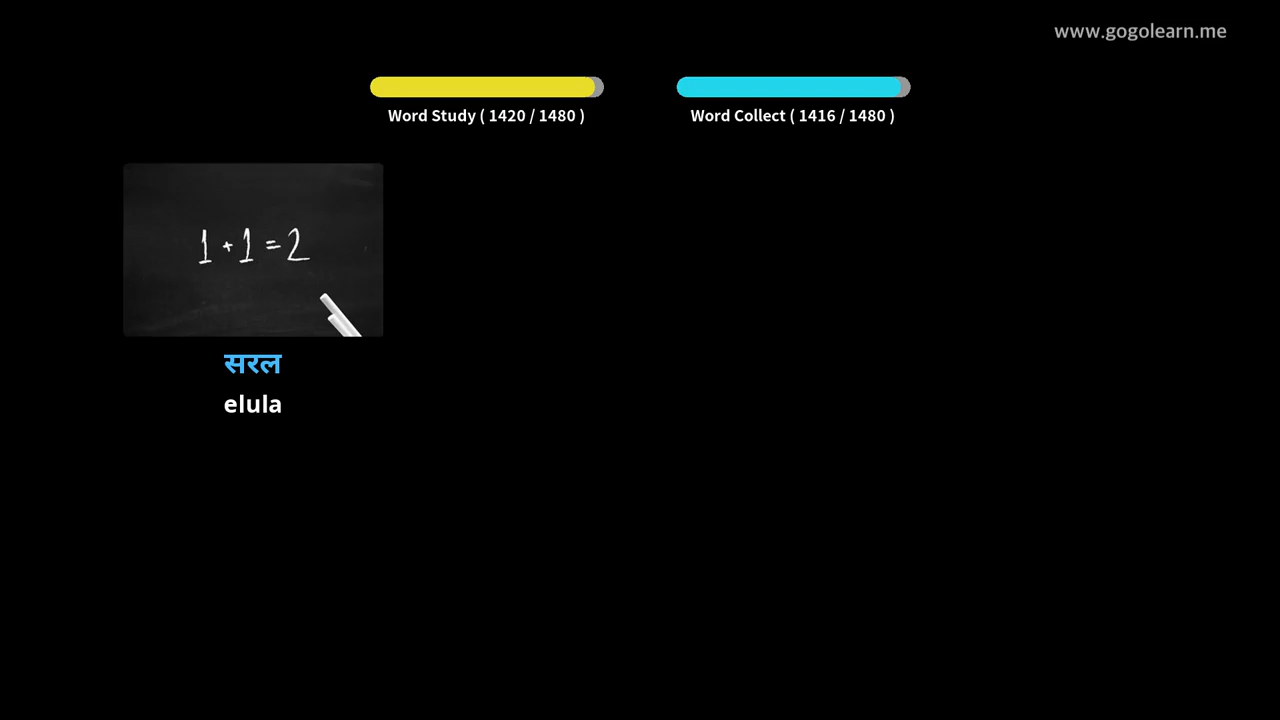 www.gogolearn.me
Word Study ( 1420 / 1480 )
Word Collect ( 1416 / 1480 )
1 + 1 = 2
सरल
elula